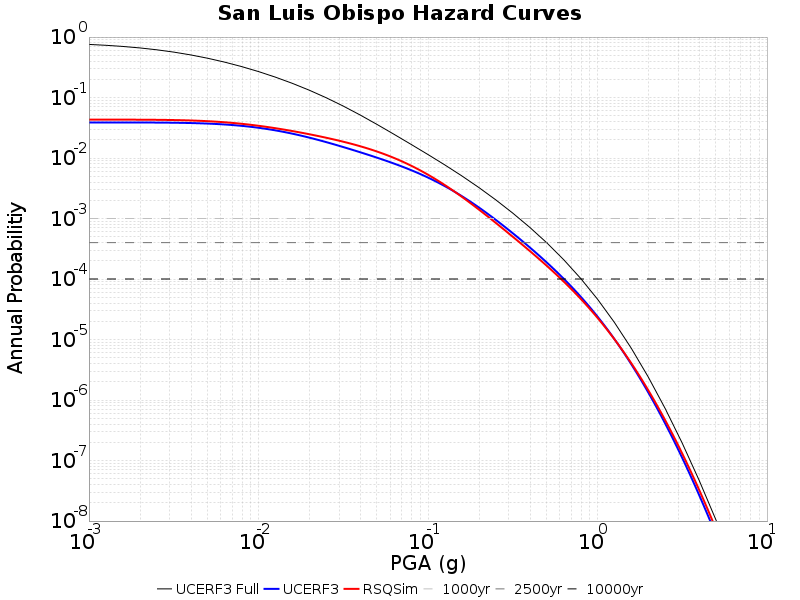 San Luis Obispo Hazard Curves
10^0
10^-1
10^-2
10^-3
10^-4
10^-5
10^-6
10^-7
10^-8
Annual Probabilitiy
10^-3 10^-2 10^-1 10^0 10^1
PGA (g)
UCERF3 Full UCERF3 RSQSim 1000yr 2500yr 10000yr